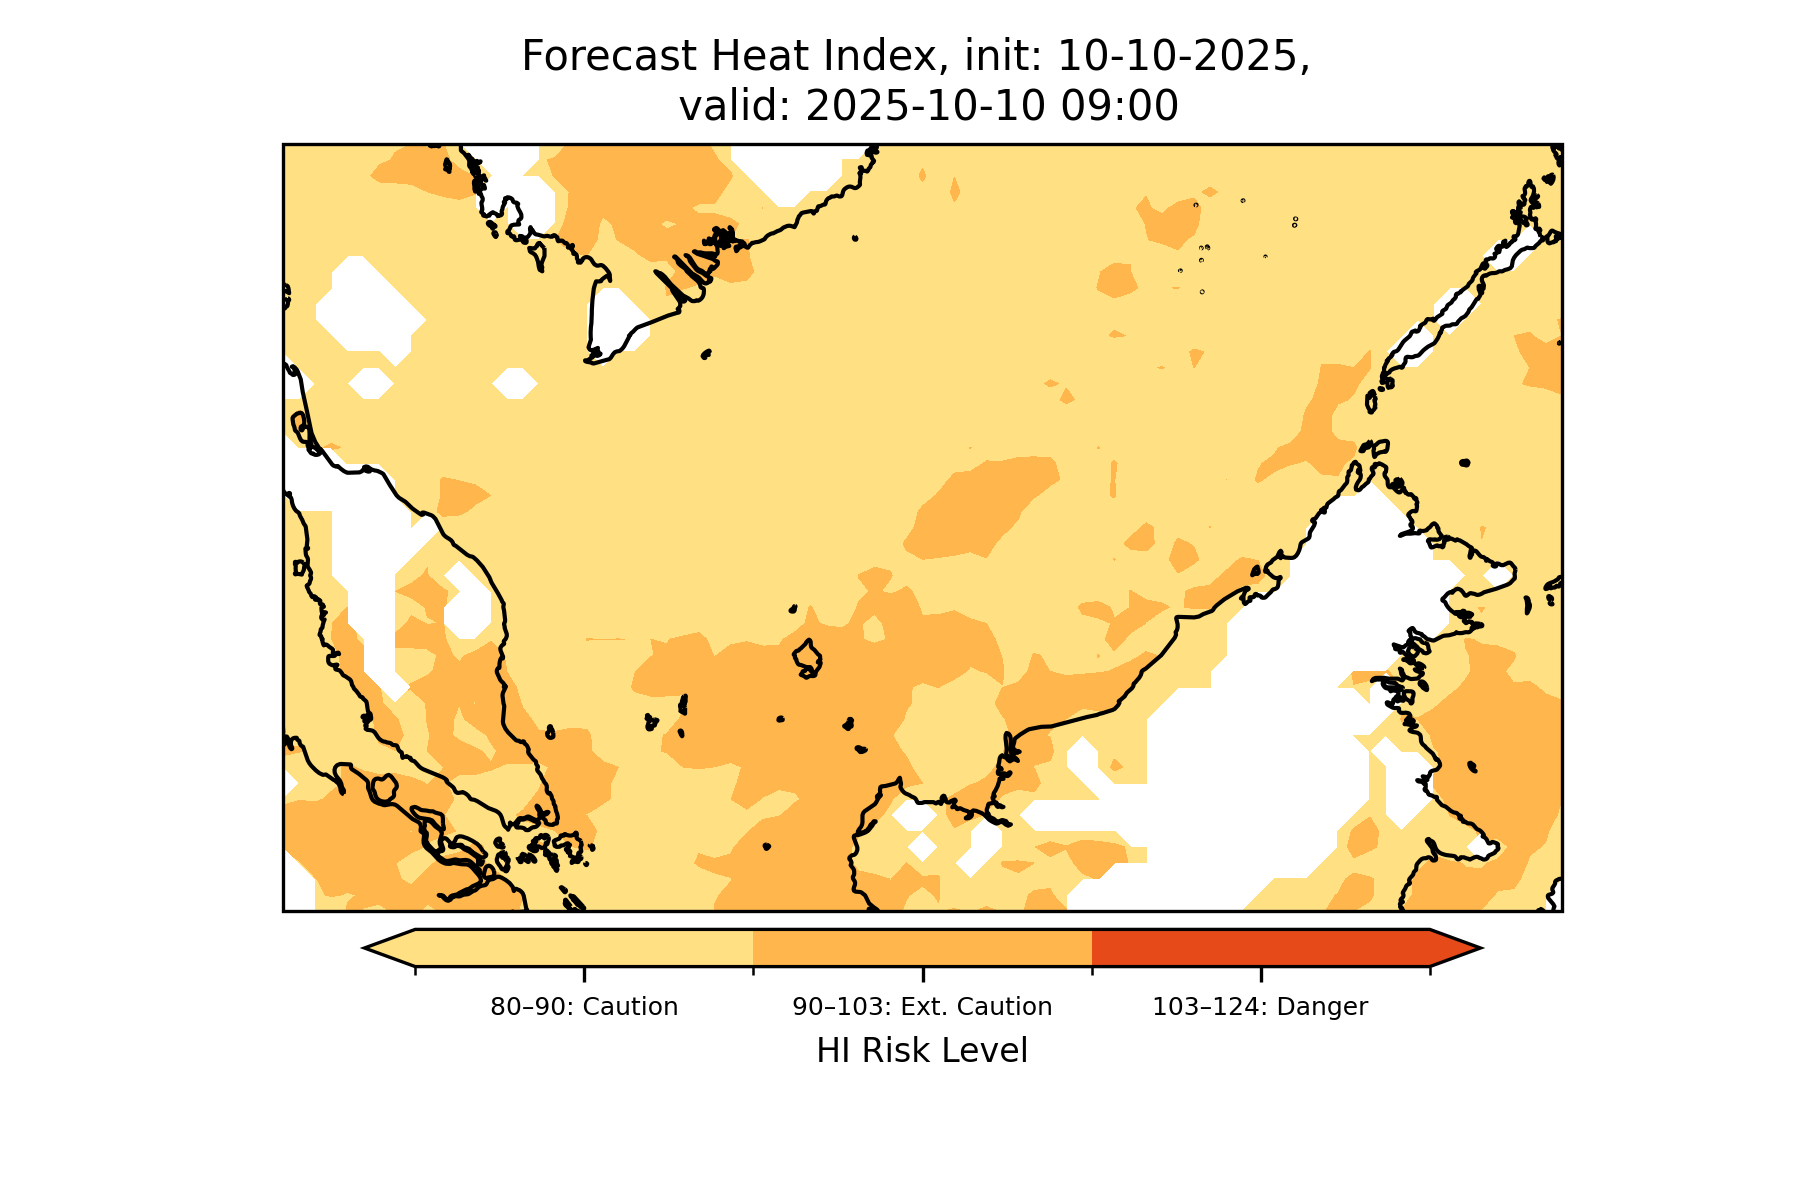 Forecast Heat Index, init: 10-10-2025,
valid: 2025-10-10 09:00
80–90: Caution
90–103: Ext. Caution
103–124: Danger
HI Risk Level